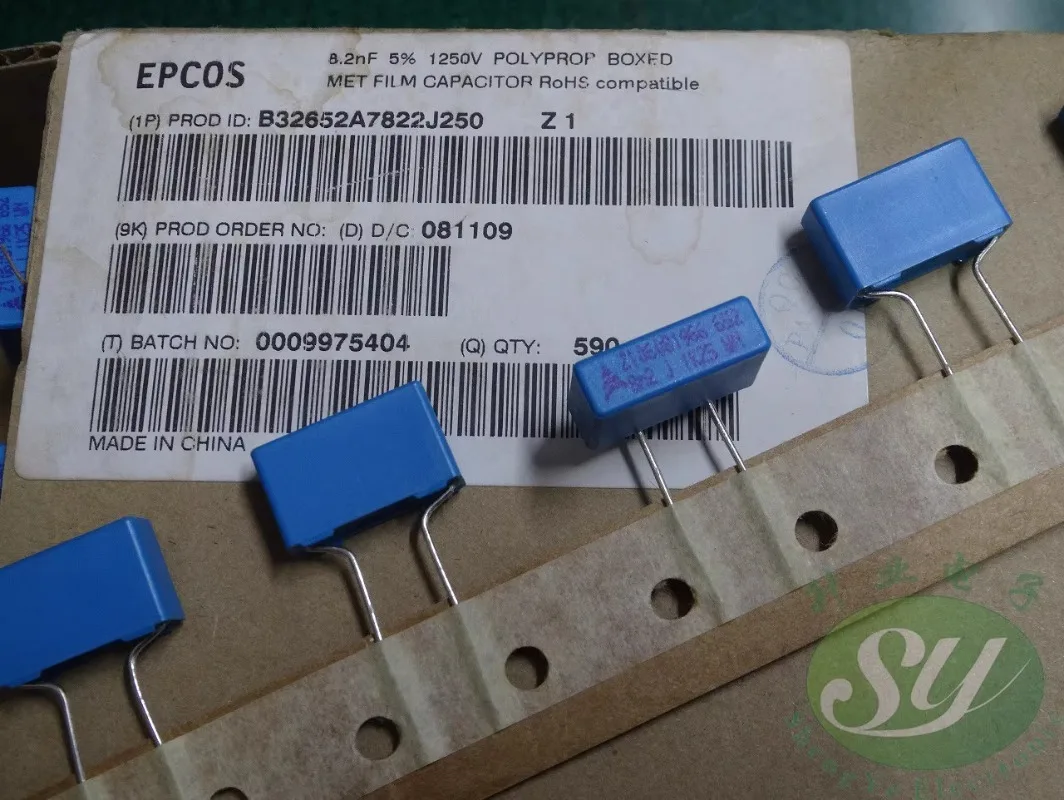 EPCOS
8.2nF 5% 1250V POLYPROP BOXED
MET FILM CAPACITOR RoHS compatible
(1P) PROD ID: B32652A7822J250 Z 1
(9K) PROD ORDER NO: (D) D/C 081109
(T) BATCH NO: 0009975404 (Q) QTY: 590
MADE IN CHINA
SY